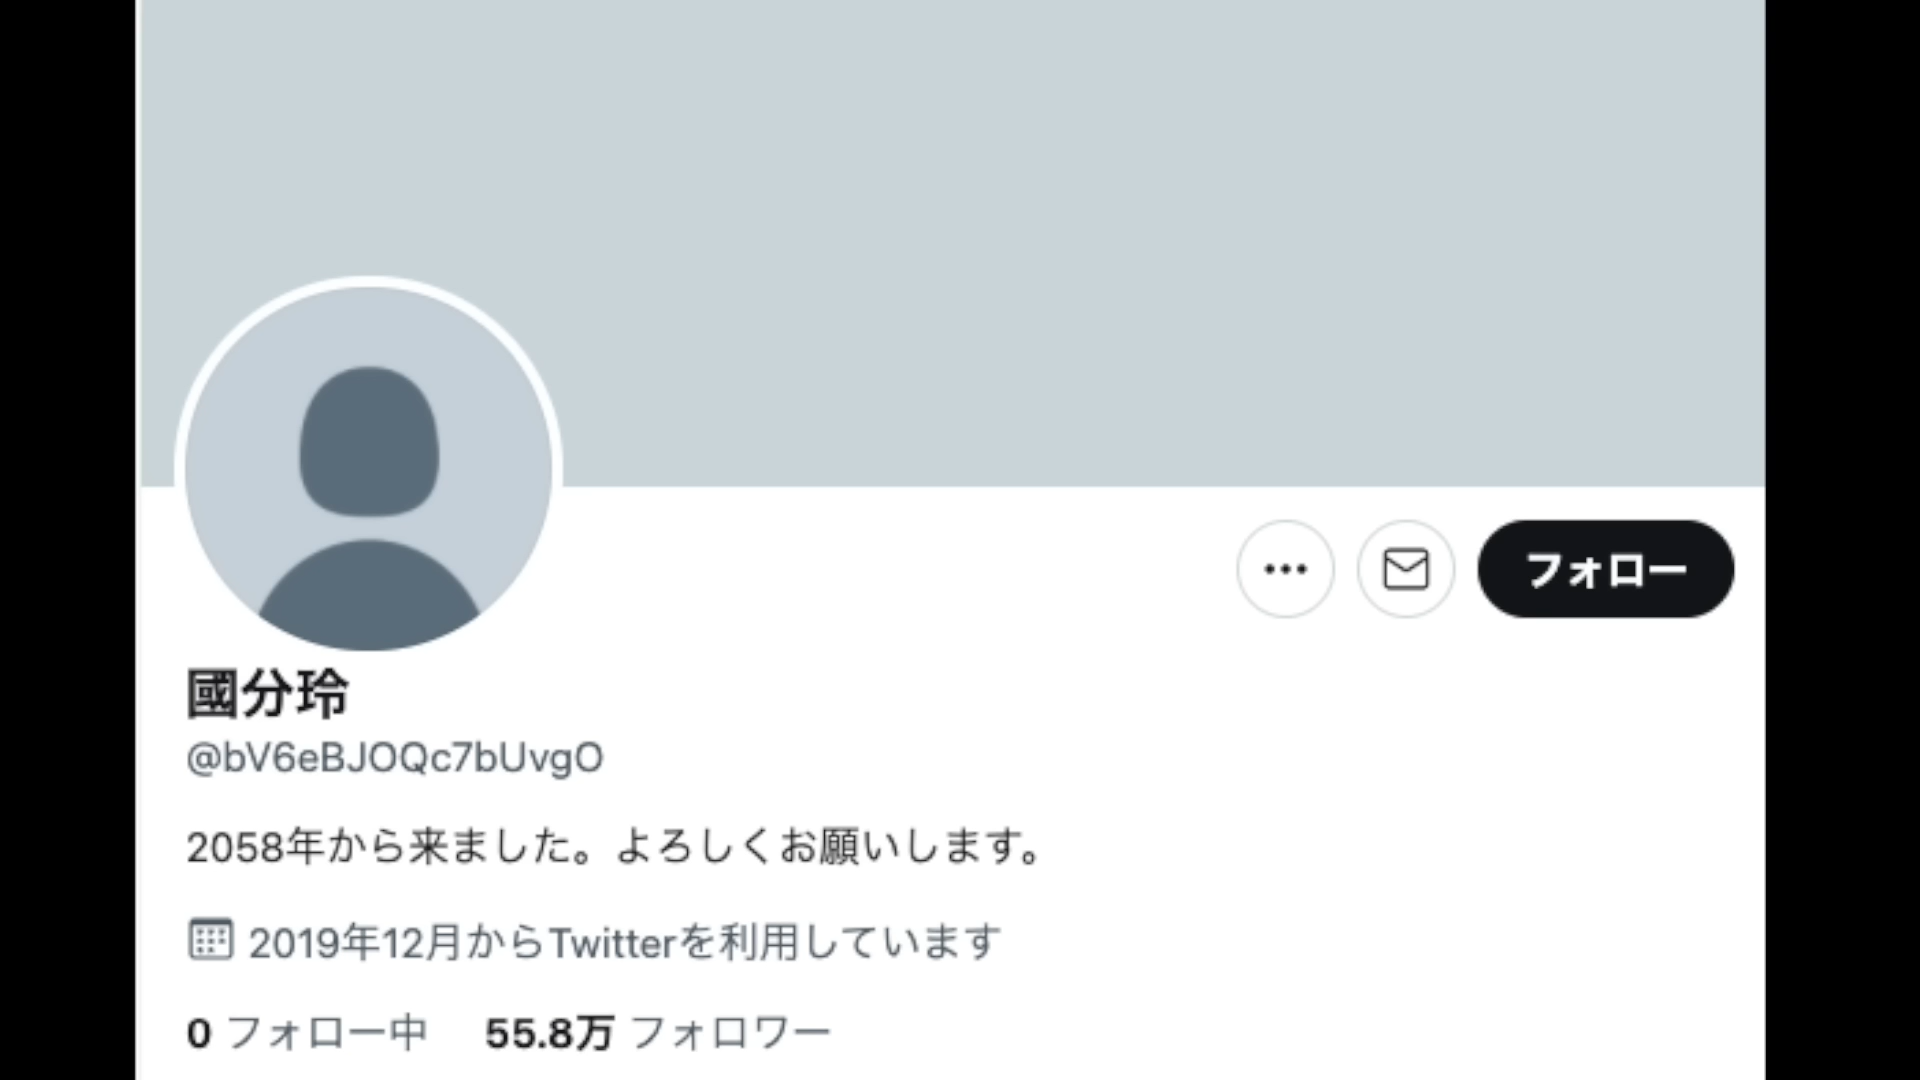 フォロー
國分玲
@bV6eBJOQc7bUvgO
2058年から来ました。よろしくお願いします。
2019年12月からTwitterを利用しています
0 フォロー中 55.8万 フォロワー